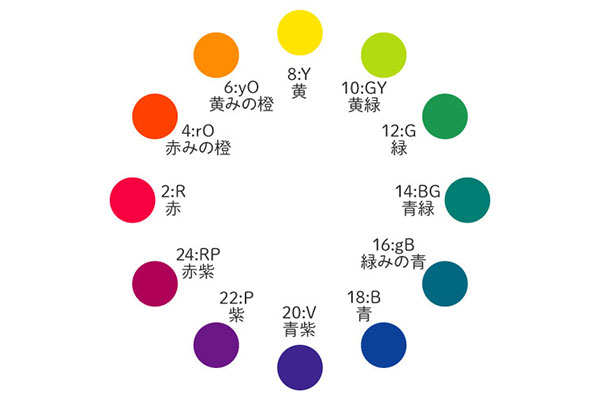 8:Y
黄
10:GY
黄緑
12:G
緑
14:BG
青緑
16:gB
緑みの青
18:B
青
20:V
青紫
22:P
紫
24:RP
赤紫
2:R
赤
4:rO
赤みの橙
6:yO
黄みの橙